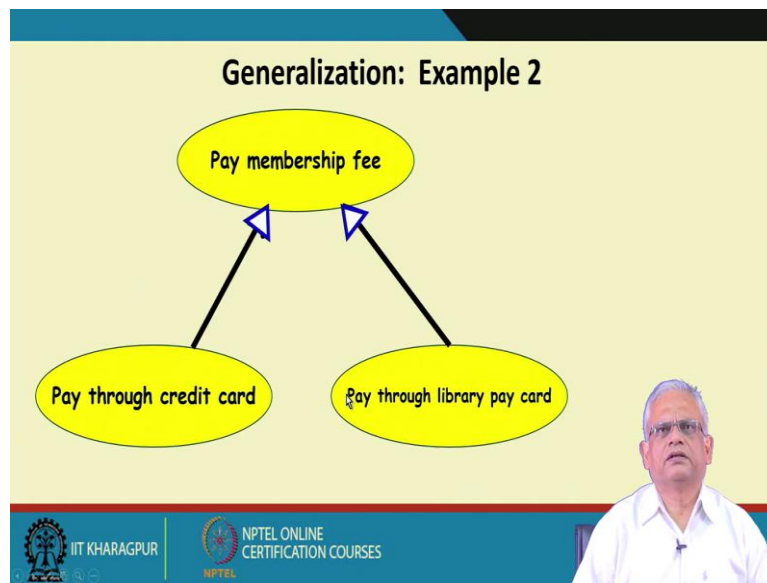 Generalization: Example 2
Pay membership fee
Pay through credit card
Pay through library pay card
IIT KHARAGPUR
NPTEL
NPTEL ONLINE
CERTIFICATION COURSES